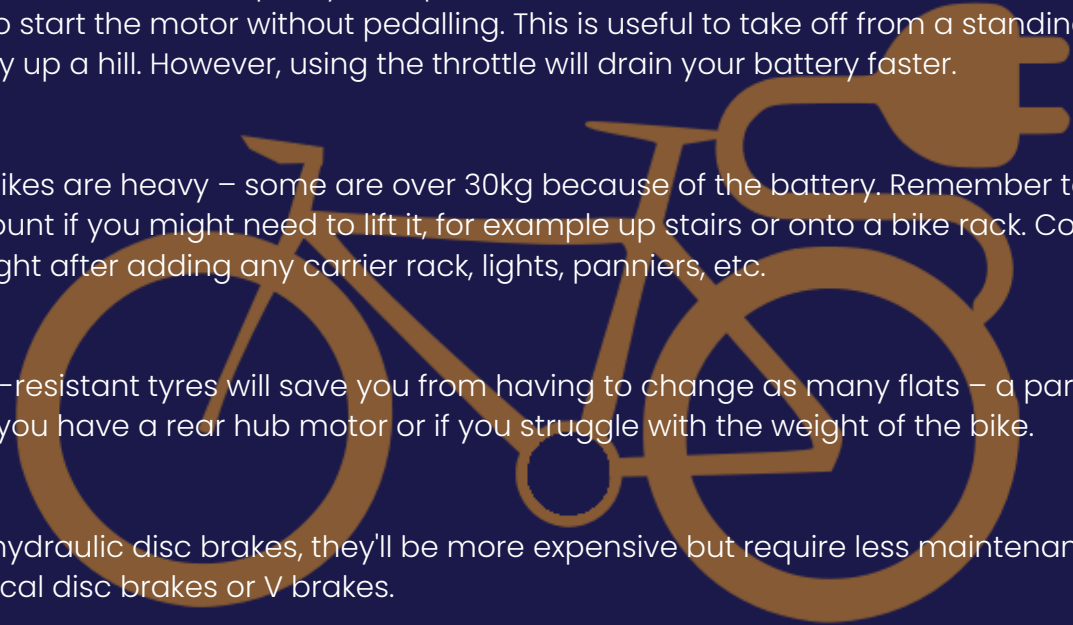 o start the motor without pedalling. This is useful to take off from a standing
y up a hill. However, using the throttle will drain your battery faster.
ikes are heavy – some are over 30kg because of the battery. Remember t
ount if you might need to lift it, for example up stairs or onto a bike rack. Co
ght after adding any carrier rack, lights, panniers, etc.
-resistant tyres will save you from having to change as many flats – a par
you have a rear hub motor or if you struggle with the weight of the bike.
hydraulic disc brakes, they'll be more expensive but require less maintenan
cal disc brakes or V brakes.